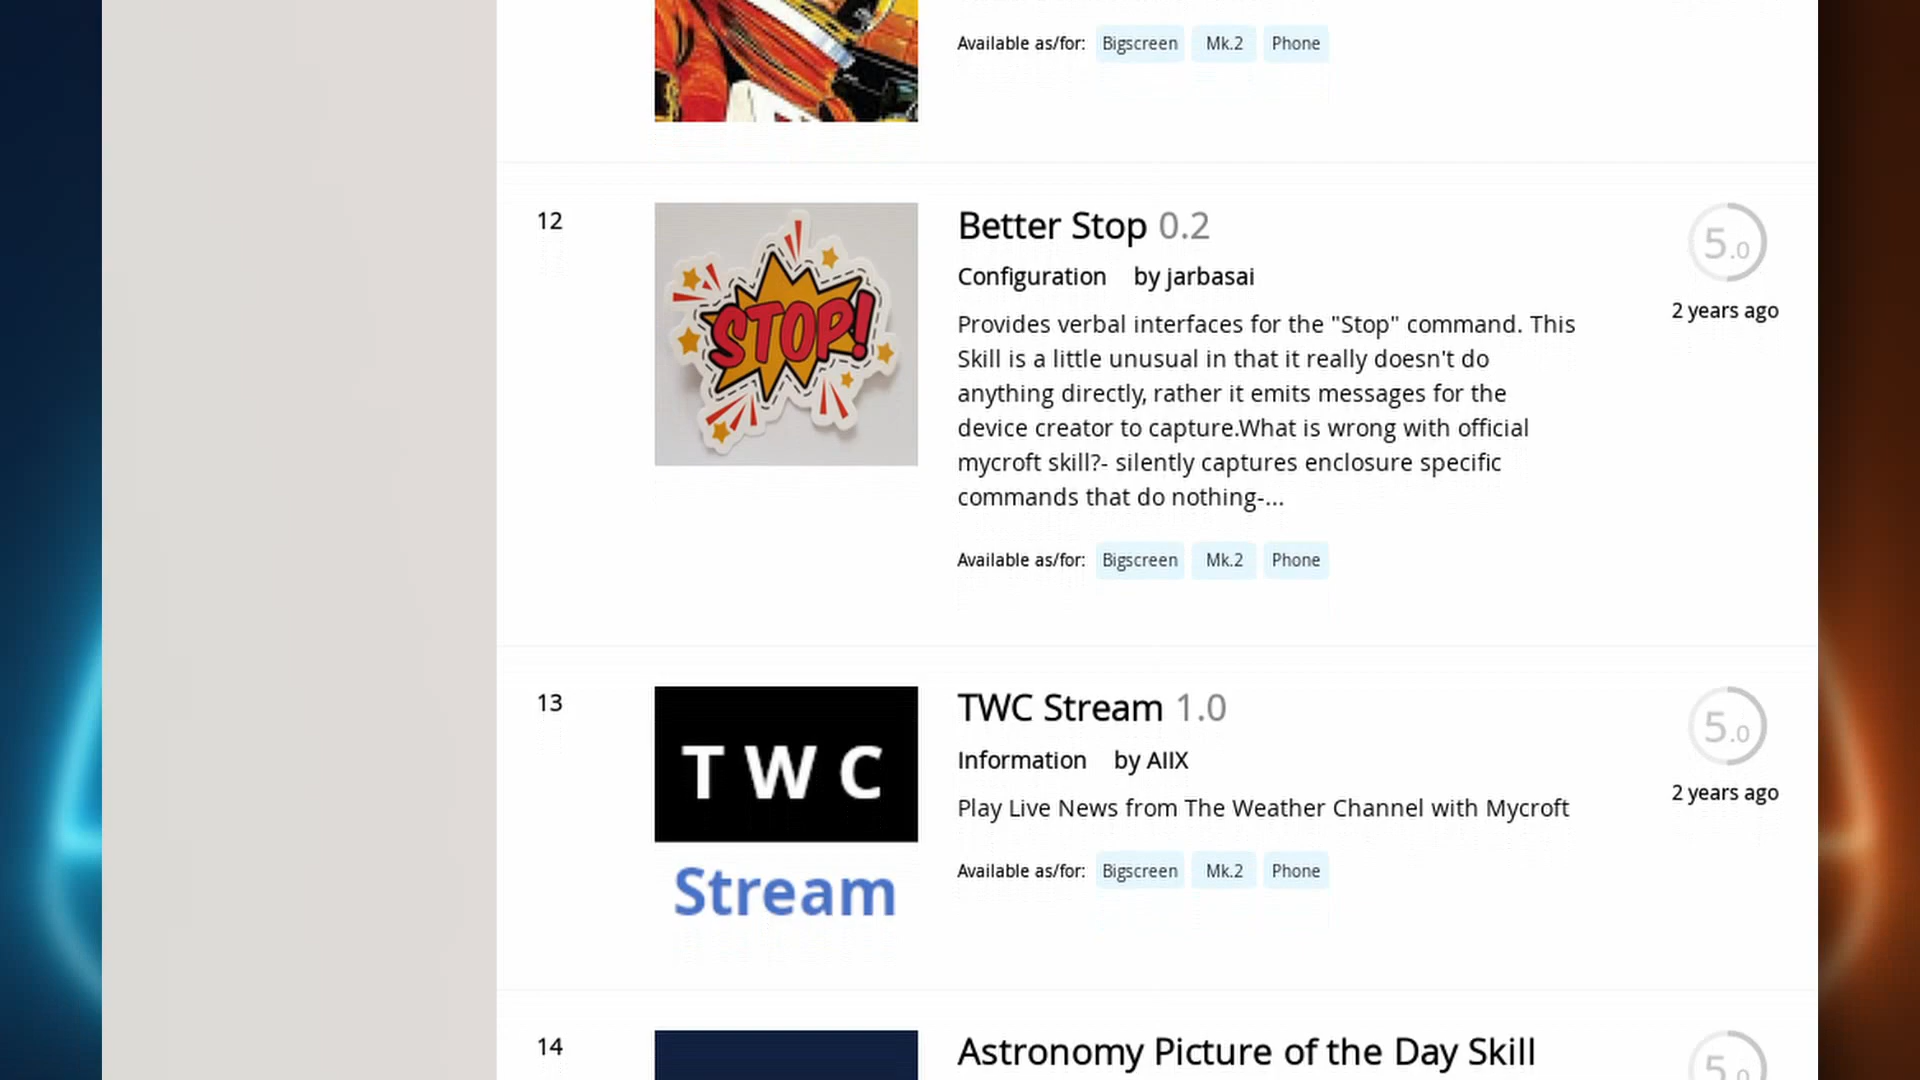 Available as/for: Bigscreen Mk.2 Phone
12
STOP!
Better Stop 0.2
Configuration by jarbasai
Provides verbal interfaces for the "Stop" command. This
Skill is a little unusual in that it really doesn't do
anything directly, rather it emits messages for the
device creator to capture.What is wrong with official
mycroft skill?- silently captures enclosure specific
commands that do nothing-...
Available as/for: Bigscreen Mk.2 Phone
5.0
2 years ago
13
TWC
Stream
TWC Stream 1.0
Information by AIIX
Play Live News from The Weather Channel with Mycroft
Available as/for: Bigscreen Mk.2 Phone
5.0
2 years ago
14
Astronomy Picture of the Day Skill
5.0